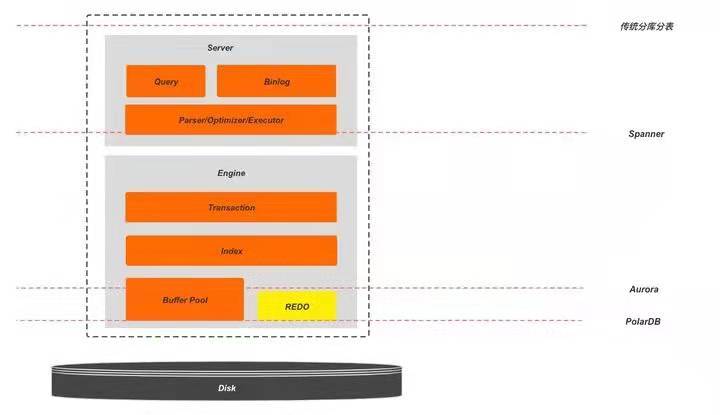 传统分库分表
Server
Query
Binlog
Parser/Optimizer/Executor
Spanner
Engine
Transaction
Index
Buffer Pool
REDO
Aurora
PolarDB
Disk